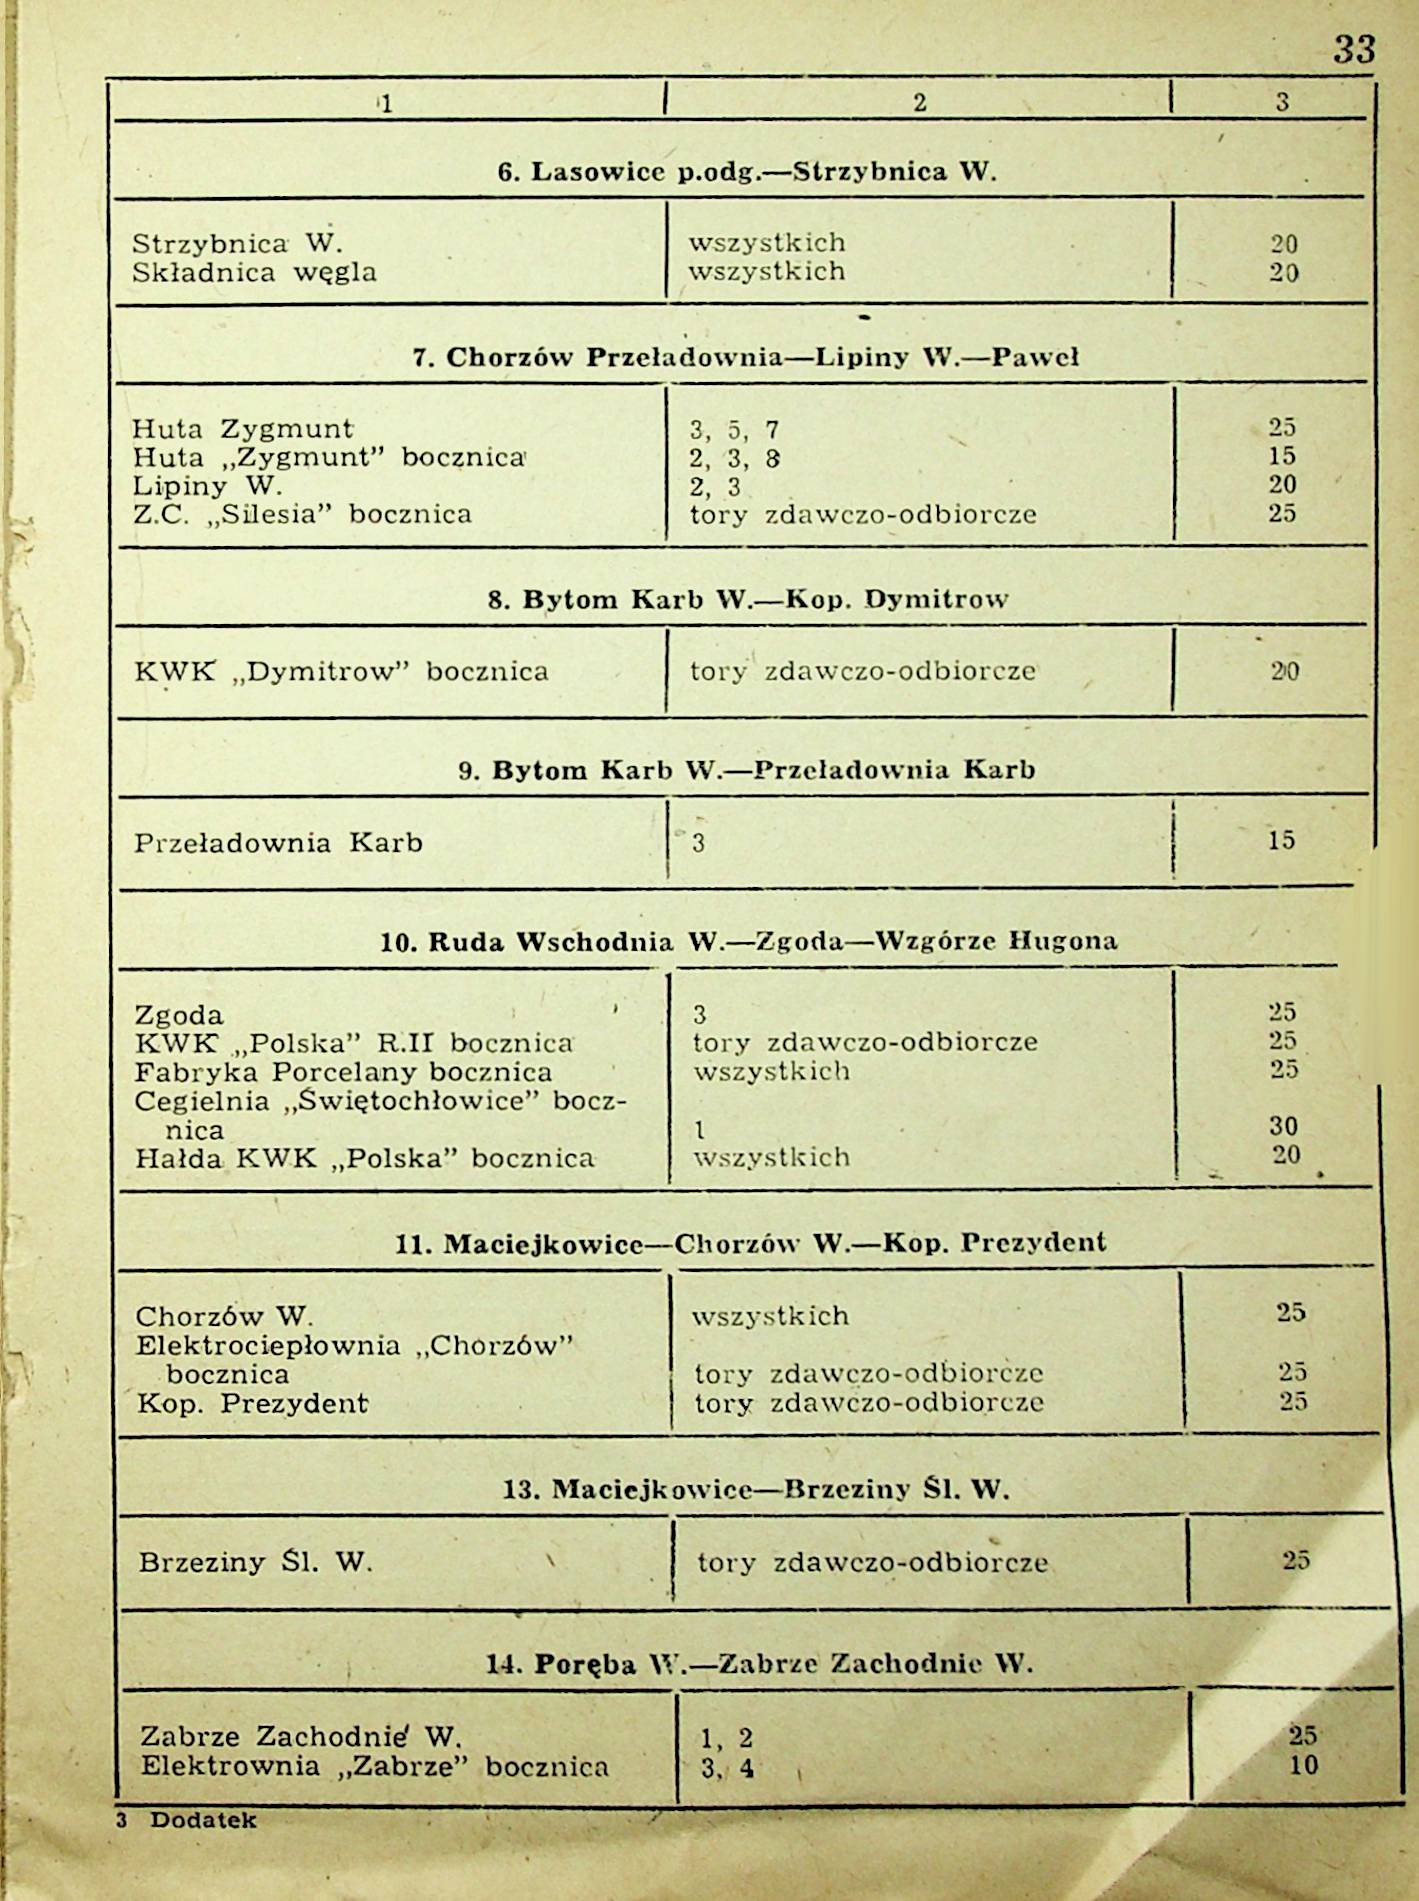 33
1 2 3
6. Lasowice p.odg.—Strzybnica W.
Strzybnica W. wszystkich 20
Składnica węgla wszystkich 20
7. Chorzów Przeładownia—Lipiny W.—Paweł
Huta Zygmunt 3, 5, 7 25
Huta „Zygmunt” bocznica 2, 3, 8 15
Lipiny W. 2, 3 20
Z.C. „Silesia” bocznica tory zdawczo-odbiorcze 25
8. Bytom Karb W.—Kop. Dymitrow
KWK „Dymitrow” bocznica tory zdawczo-odbiorcze 20
9. Bytom Karb W.—Przeładownia Karb
Przeładownia Karb 3 15
10. Ruda Wschodnia W.—Zgoda—Wzgórze Hugona
Zgoda 3 25
KWK „Polska” R.II bocznica tory zdawczo-odbiorcze 25
Fabryka Porcelany bocznica wszystkich 25
Cegielnia „Świętochłowice” bocz-
nica 1 30
Hałda KWK „Polska” bocznica wszystkich 20
11. Maciejkowice—Chorzów W.—Kop. Prezydent
Chorzów W. wszystkich 25
Elektrociepłownia „Chorzów”
bocznica tory zdawczo-odbiorcze 25
Kop. Prezydent tory zdawczo-odbiorcze 25
13. Maciejkowice—Brzeziny Śl. W.
Brzeziny Śl. W. tory zdawczo-odbiorcze 25
14. Poręba W.—Zabrze Zachodnie W.
Zabrze Zachodnie W. 1, 2 25
Elektrownia „Zabrze” bocznica 3, 4 10
3 Dodatek